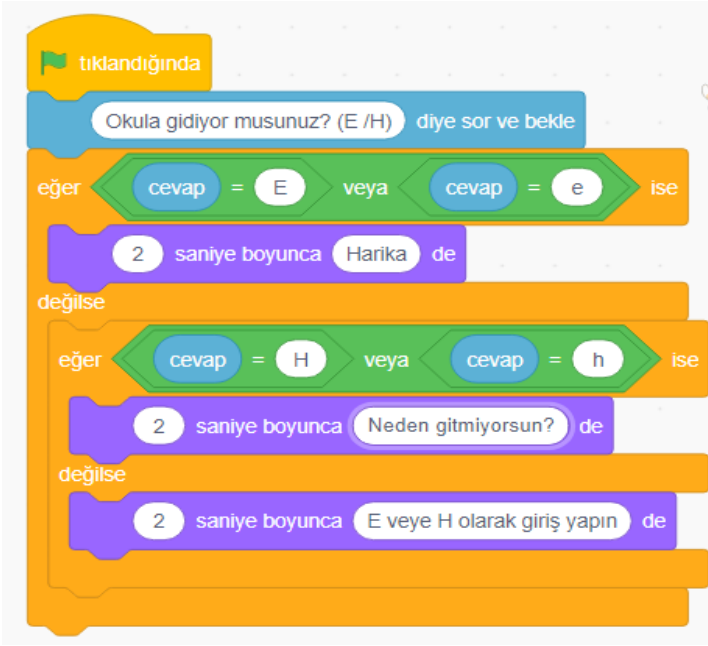 tıklandığında
Okula gidiyor musunuz? (E /H) diye sor ve bekle
eğer cevap = E veya cevap = e ise
2 saniye boyunca Harika de
değilse
eğer cevap = H veya cevap = h ise
2 saniye boyunca Neden gitmiyorsun? de
değilse
2 saniye boyunca E veye H olarak giriş yapın de